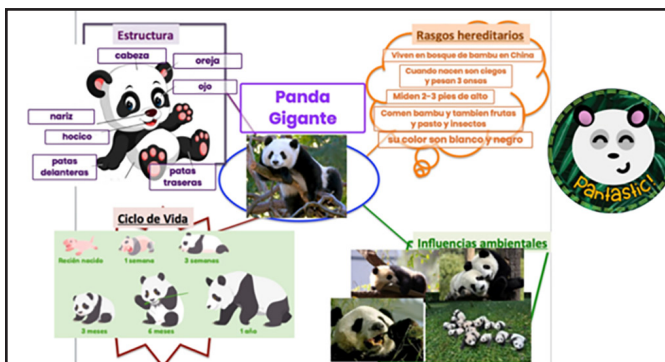 Estructura
cabeza
oreja
ojo
nariz
hocico
patas
delanteras
patas
traseras
Panda
Gigante
Rasgos hereditarios
Viven en bosque de bambu en China
Cuando nacen son ciegos
y pesan 3 onsas
Miden 2-3 pies de alto
Comen bambu y tambien frutas
y pasto y insectos
su color son blanco y negro
pantastic!
Ciclo de Vida
Recién nacido
1 semana
3 semanas
3 meses
6 meses
1 año
Influencias ambientales